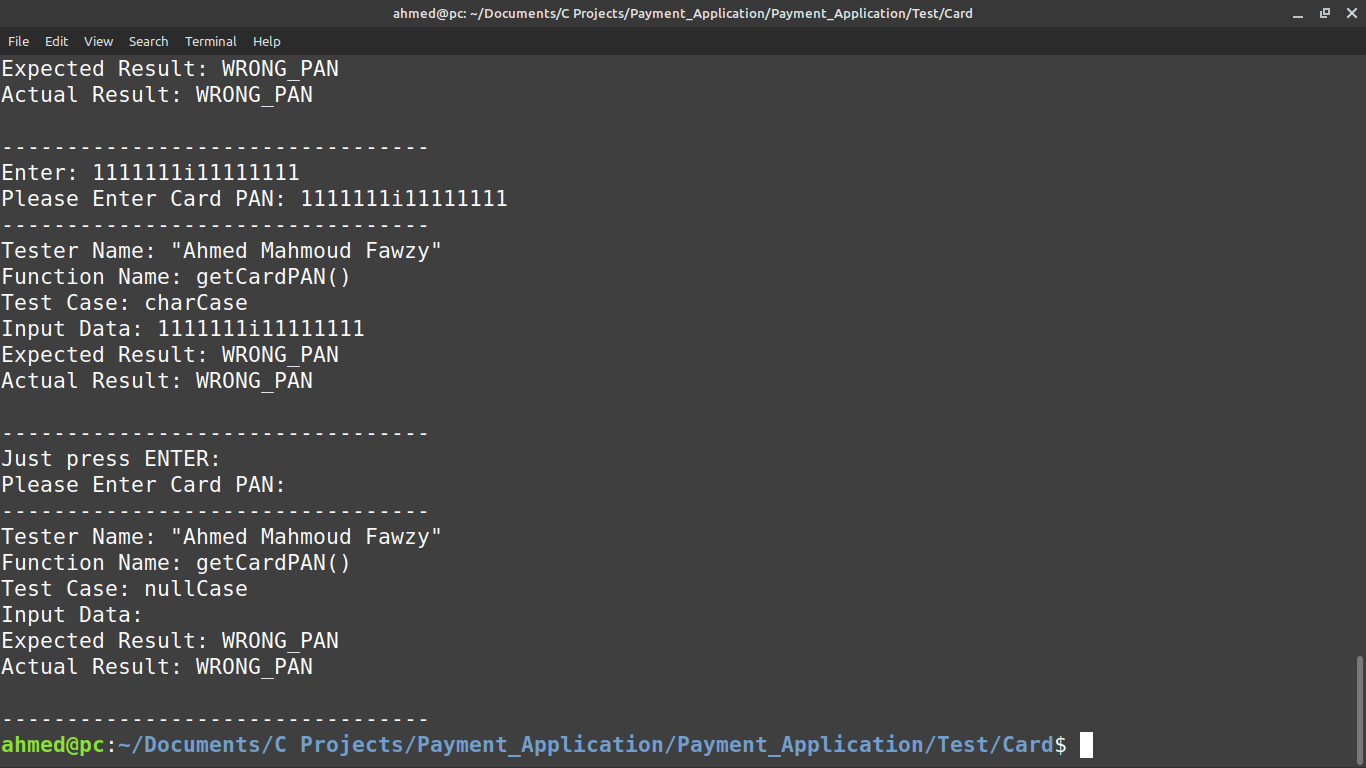 ahmed@pc: ~/Documents/C Projects/Payment_Application/Payment_Application/Test/Card
File Edit View Search Terminal Help
Expected Result: WRONG_PAN
Actual Result: WRONG_PAN
---------------------------------
Enter: 1111111i11111111
Please Enter Card PAN: 1111111i11111111
---------------------------------
Tester Name: "Ahmed Mahmoud Fawzy"
Function Name: getCardPAN()
Test Case: charCase
Input Data: 1111111i11111111
Expected Result: WRONG_PAN
Actual Result: WRONG_PAN
---------------------------------
Just press ENTER:
Please Enter Card PAN:
---------------------------------
Tester Name: "Ahmed Mahmoud Fawzy"
Function Name: getCardPAN()
Test Case: nullCase
Input Data:
Expected Result: WRONG_PAN
Actual Result: WRONG_PAN
---------------------------------
ahmed@pc:~/Documents/C Projects/Payment_Application/Payment_Application/Test/Card$